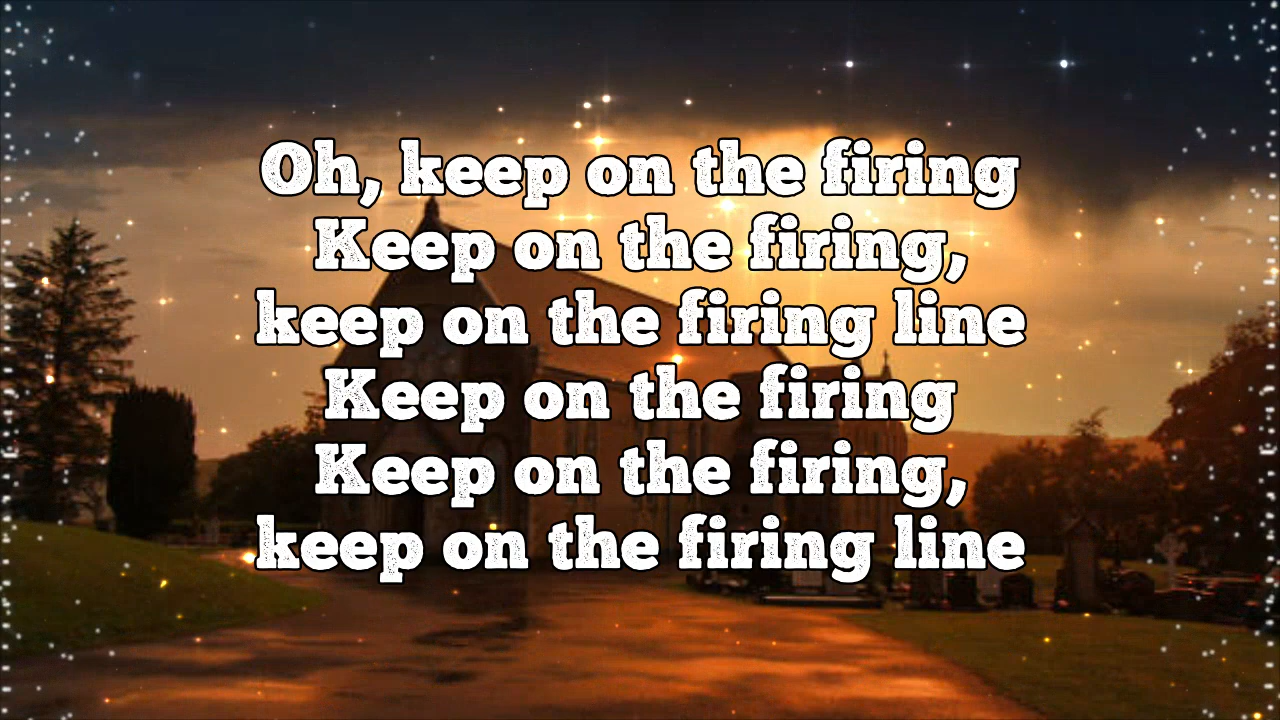 Oh, keep on the firing
Keep on the firing,
keep on the firing line
Keep on the firing
Keep on the firing,
keep on the firing line